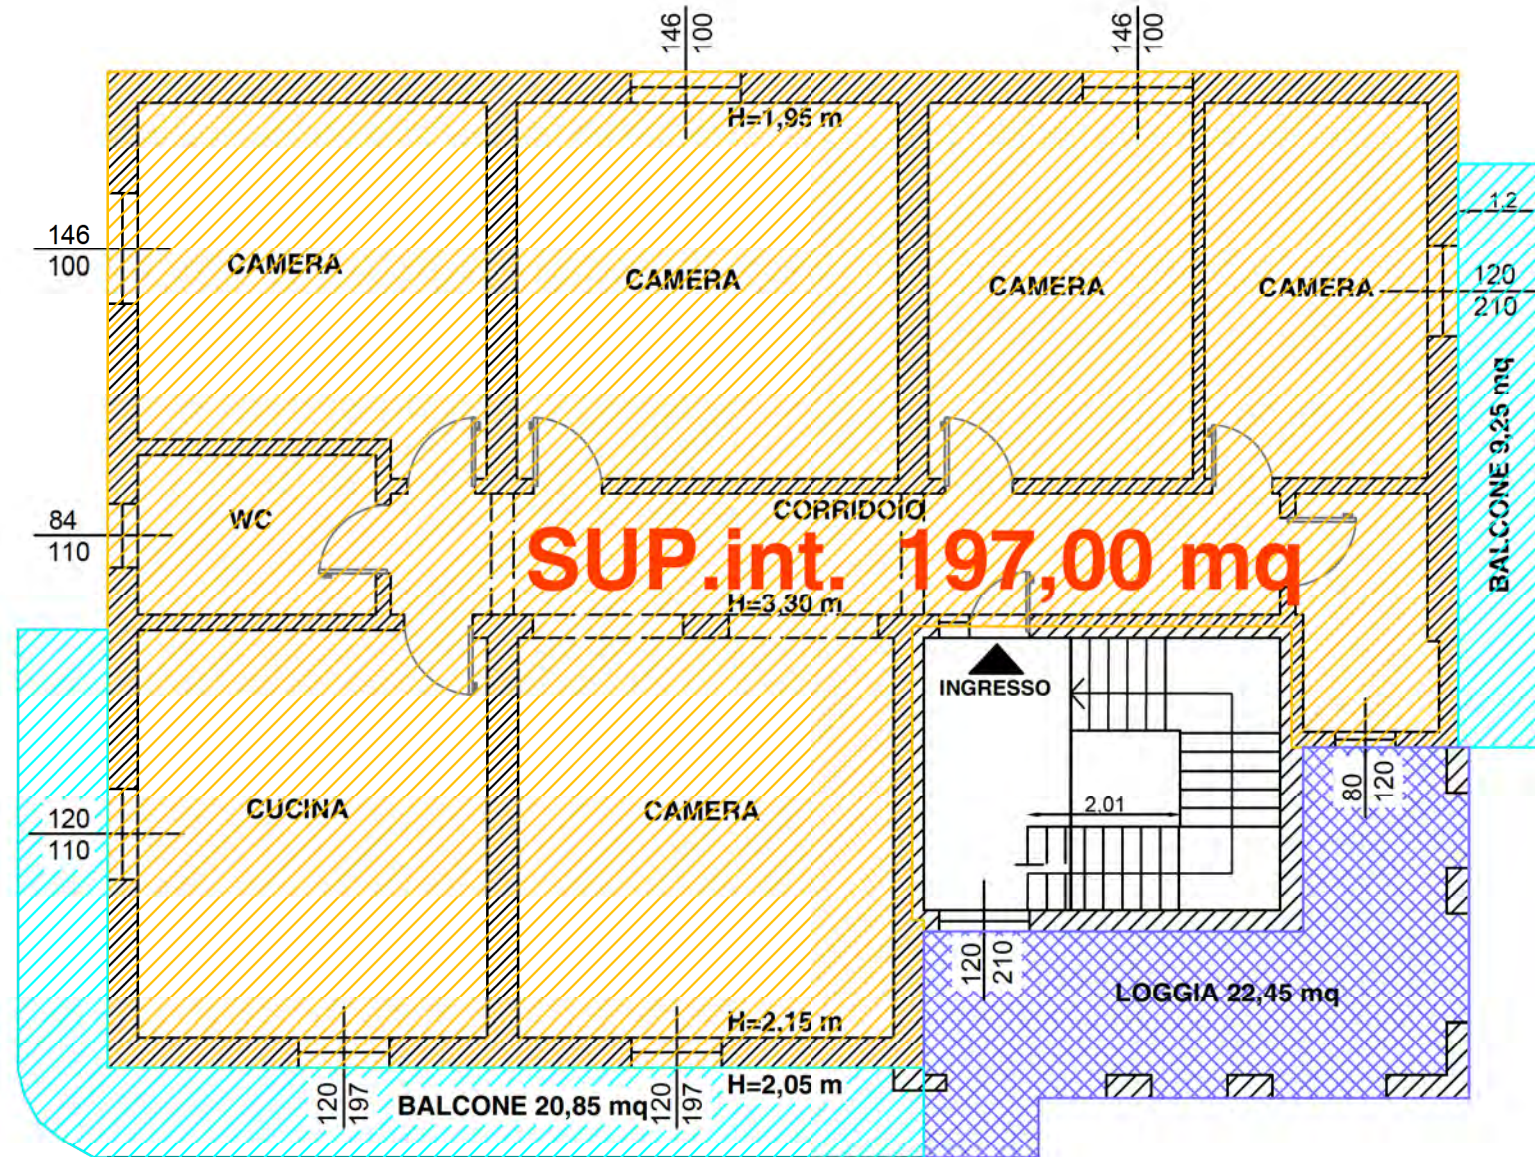 146
100
146
100
H=1,95 m
1.2
146
100
CAMERA
CAMERA
CAMERA
CAMERA
120
210
BALCONE 9,25 mq
84
110
WC
CORRIDOIO
SUP.int. 197,00 mq
H=3,30 m
INGRESSO
120
110
CUCINA
CAMERA
2,01
80
120
120
210
LOGGIA 22,45 mq
H=2,15 m
H=2,05 m
120
197
BALCONE 20,85 mq
120
197